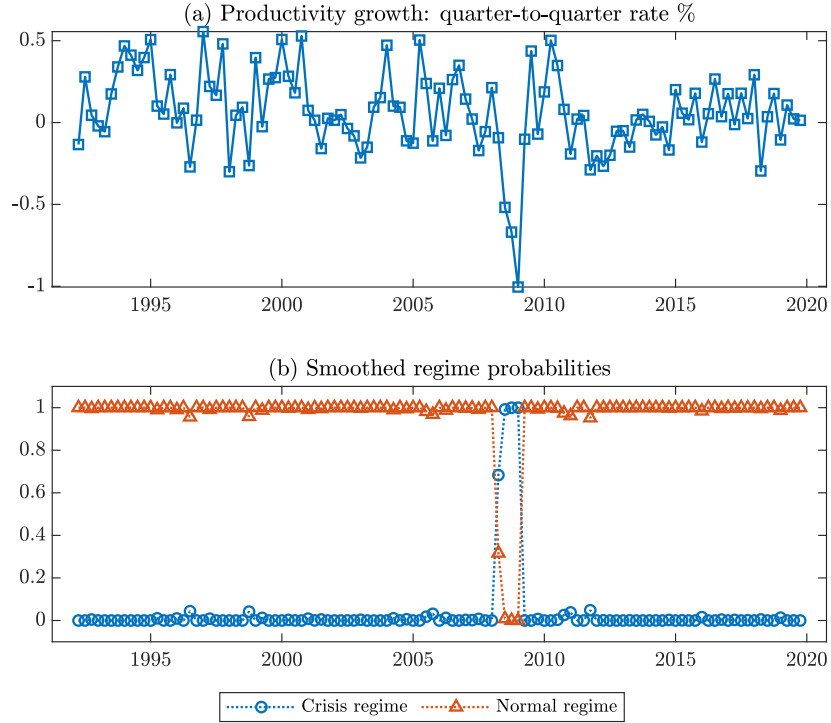 (a) Productivity growth: quarter-to-quarter rate %
0.5
0
-0.5
-1
1995 2000 2005 2010 2015 2020
(b) Smoothed regime probabilities
1
0.8
0.6
0.4
0.2
0
1995 2000 2005 2010 2015 2020
Crisis regime Normal regime